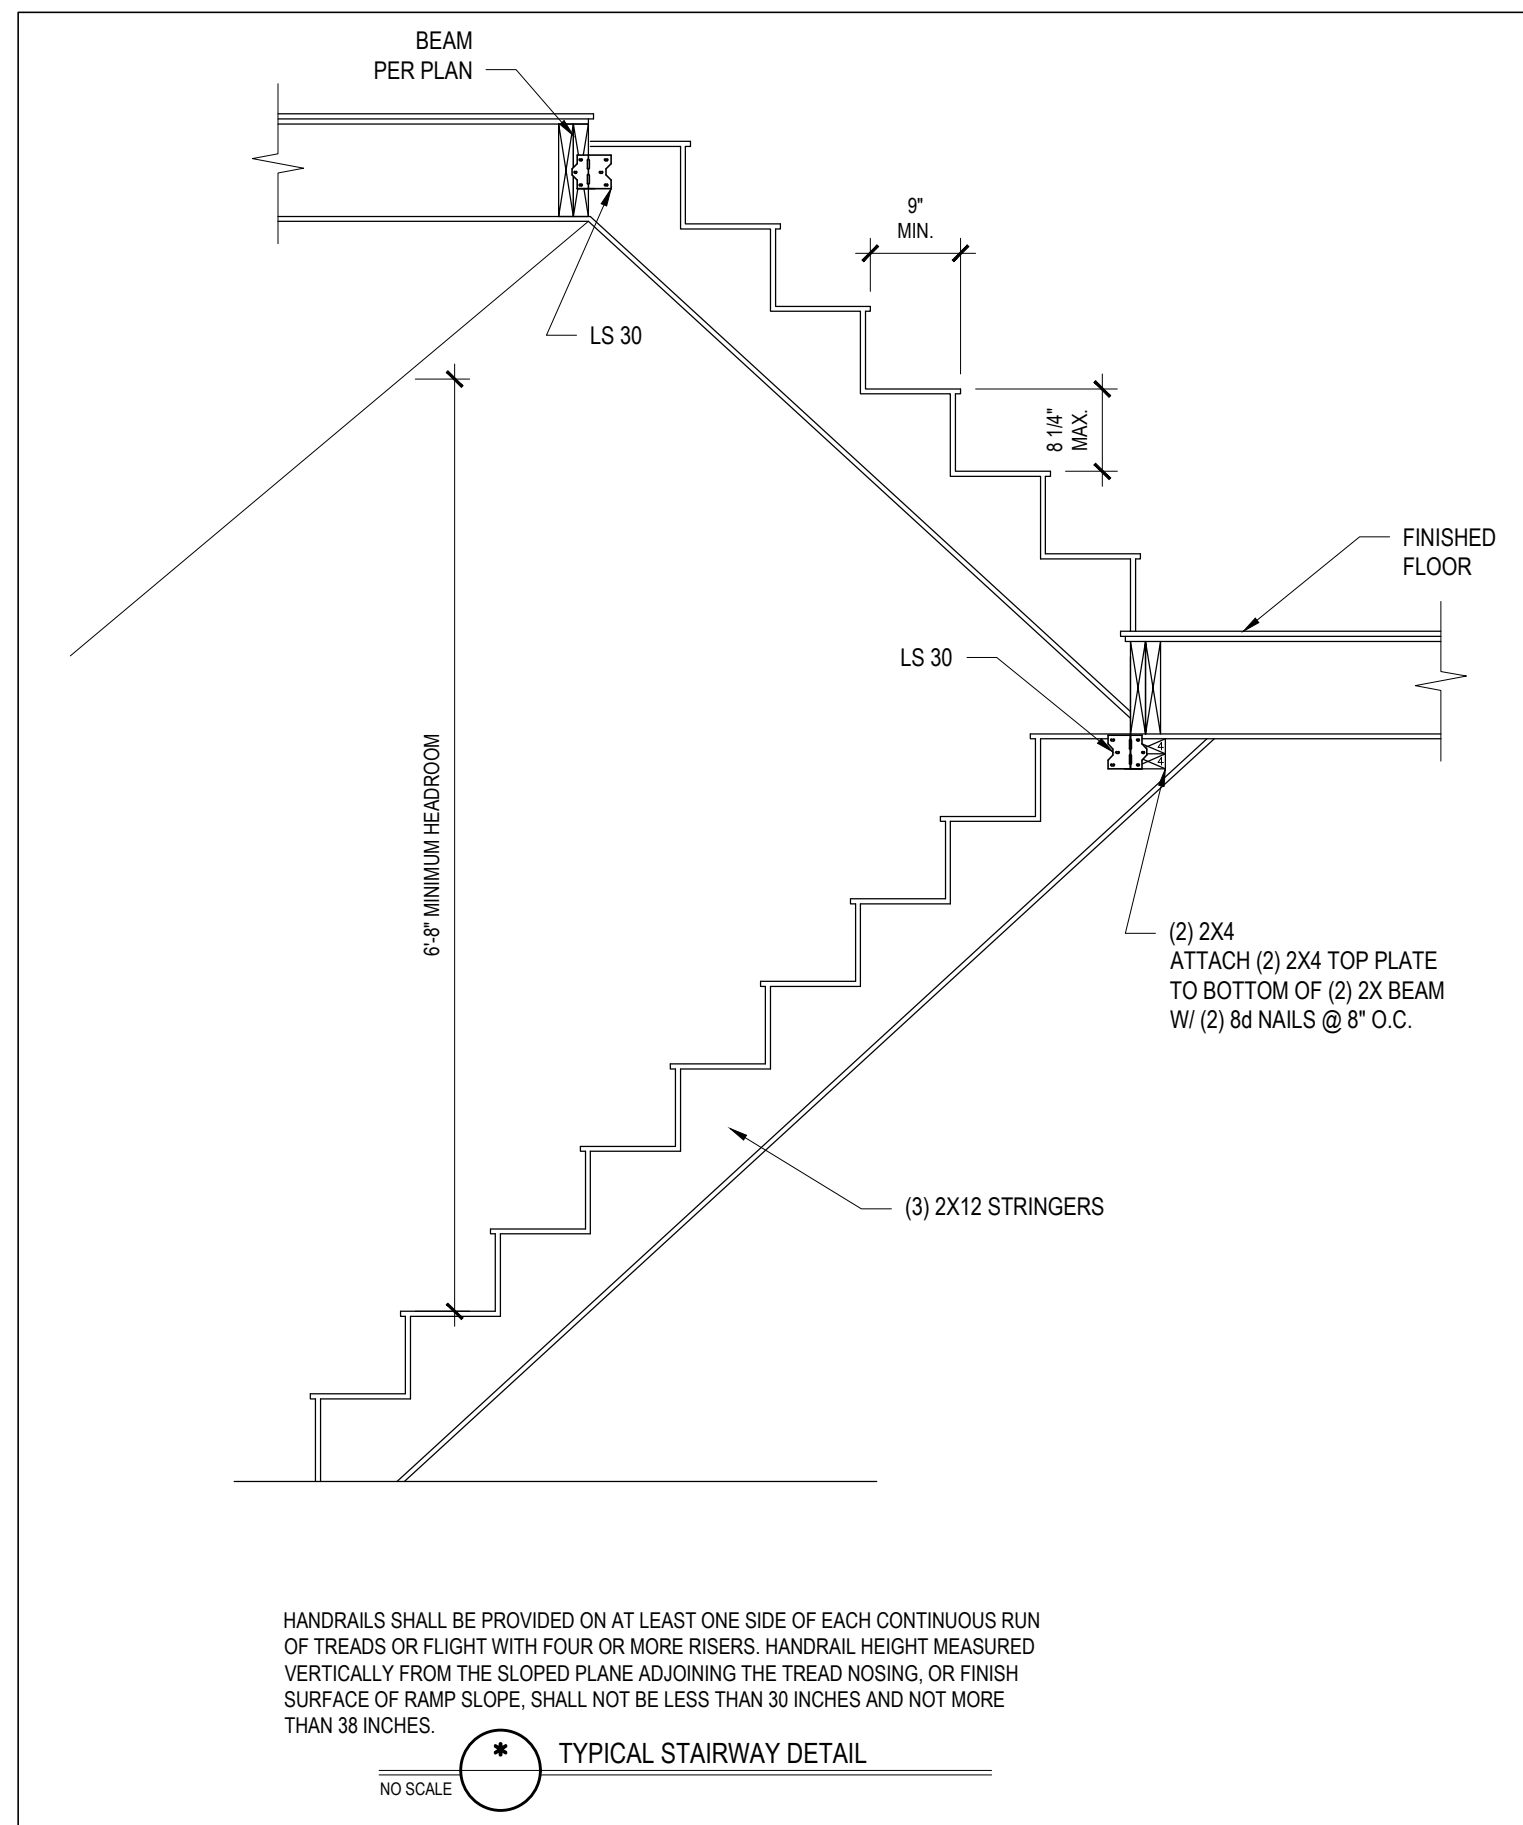 BEAM
PER PLAN
9"
MIN.
LS 30
8 1/4"
MAX.
FINISHED
FLOOR
LS 30
4
4
6'-8" MINIMUM HEADROOM
(2) 2X4
ATTACH (2) 2X4 TOP PLATE
TO BOTTOM OF (2) 2X BEAM
W/ (2) 8d NAILS @ 8" O.C.
(3) 2X12 STRINGERS
HANDRAILS SHALL BE PROVIDED ON AT LEAST ONE SIDE OF EACH CONTINUOUS RUN
OF TREADS OR FLIGHT WITH FOUR OR MORE RISERS. HANDRAIL HEIGHT MEASURED
VERTICALLY FROM THE SLOPED PLANE ADJOINING THE TREAD NOSING, OR FINISH
SURFACE OF RAMP SLOPE, SHALL NOT BE LESS THAN 30 INCHES AND NOT MORE
THAN 38 INCHES.
*
TYPICAL STAIRWAY DETAIL
NO SCALE